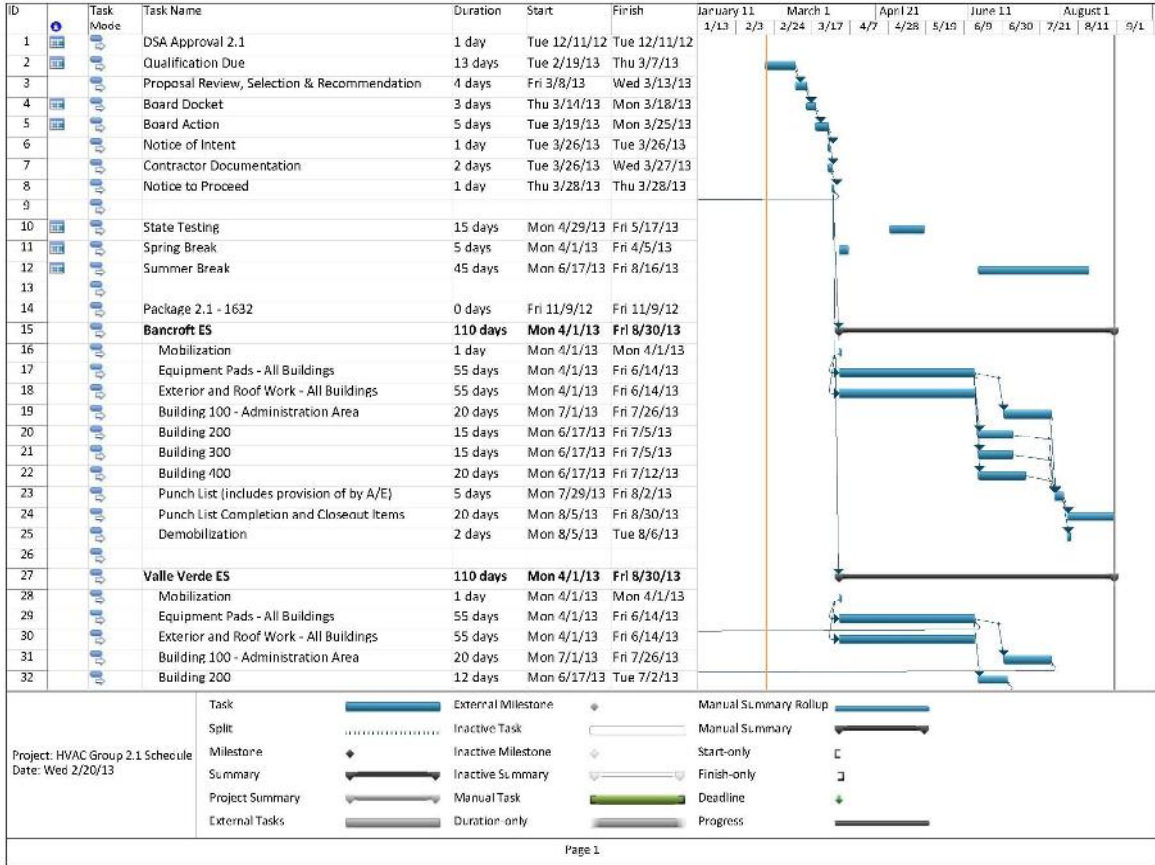 ID Task Mode Task Name Duration Start Finish January 11 March 1 April 21 June 11 August 1
1/13 2/3 2/24 3/17 4/7 4/28 5/19 6/9 6/30 7/21 8/11 9/1
1 DSA Approval 2.1 1 day Tue 12/11/12 Tue 12/11/12
2 Qualification Due 13 days Tue 2/19/13 Thu 3/7/13
3 Proposal Review, Selection & Recommendation 4 days Fri 3/8/13 Wed 3/13/13
4 Board Docket 3 days Thu 3/14/13 Mon 3/18/13
5 Board Action 5 days Tue 3/19/13 Mon 3/25/13
6 Notice of Intent 1 day Tue 3/26/13 Tue 3/26/13
7 Contractor Documentation 2 days Tue 3/26/13 Wed 3/27/13
8 Notice to Proceed 1 day Thu 3/28/13 Thu 3/28/13
9
10 State Testing 15 days Mon 4/29/13 Fri 5/17/13
11 Spring Break 5 days Mon 4/1/13 Fri 4/5/13
12 Summer Break 45 days Mon 6/17/13 Fri 8/16/13
13
14 Package 2.1 - 1632 0 days Fri 11/9/12 Fri 11/9/12
15 Bancroft ES 110 days Mon 4/1/13 Fri 8/30/13
16 Mobilization 1 day Mon 4/1/13 Mon 4/1/13
17 Equipment Pads - All Buildings 55 days Mon 4/1/13 Fri 6/14/13
18 Exterior and Roof Work - All Buildings 55 days Mon 4/1/13 Fri 6/14/13
19 Building 100 - Administration Area 20 days Mon 7/1/13 Fri 7/26/13
20 Building 200 15 days Mon 6/17/13 Fri 7/5/13
21 Building 300 15 days Mon 6/17/13 Fri 7/5/13
22 Building 400 20 days Mon 6/17/13 Fri 7/12/13
23 Punch List (includes provision of by A/E) 5 days Mon 7/29/13 Fri 8/2/13
24 Punch List Completion and Closeout Items 20 days Mon 8/5/13 Fri 8/30/13
25 Demobilization 2 days Mon 8/5/13 Tue 8/6/13
26
27 Valle Verde ES 110 days Mon 4/1/13 Fri 8/30/13
28 Mobilization 1 day Mon 4/1/13 Mon 4/1/13
29 Equipment Pads - All Buildings 55 days Mon 4/1/13 Fri 6/14/13
30 Exterior and Roof Work - All Buildings 55 days Mon 4/1/13 Fri 6/14/13
31 Building 100 - Administration Area 20 days Mon 7/1/13 Fri 7/26/13
32 Building 200 12 days Mon 6/17/13 Tue 7/2/13
Project: HVAC Group 2.1 Schedule
Date: Wed 2/20/13
Task External Milestone Manual Summary Rollup
Split Inactive Task Manual Summary
Milestone Inactive Milestone Start-only
Summary Inactive Summary Finish-only
Project Summary Manual Task Deadline
External Tasks Duration-only Progress
Page 1